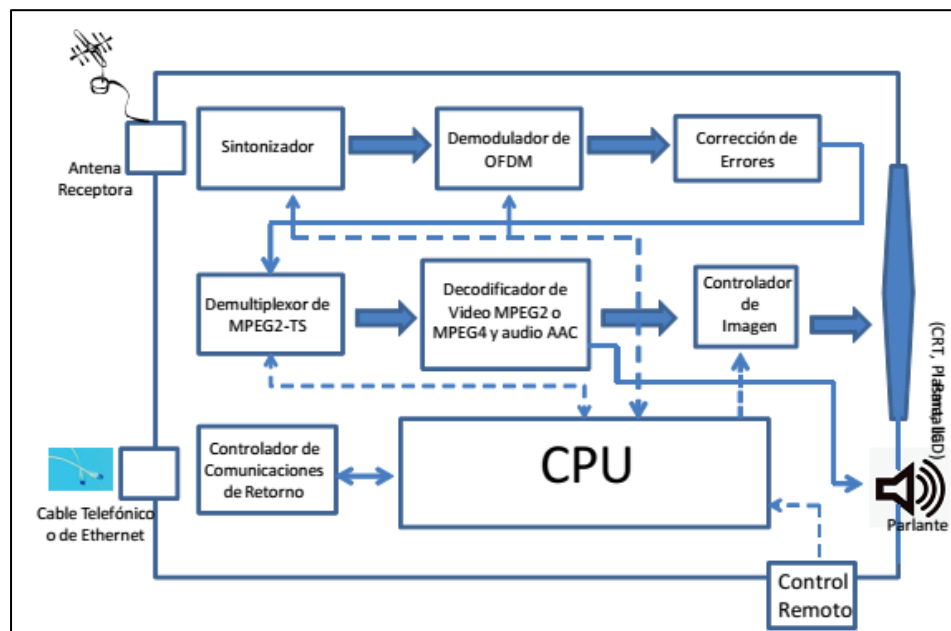 Antena
Receptora
Sintonizador
Demodulador de
OFDM
Corrección de
Errores
Demultiplexor de
MPEG2-TS
Decodificador de
Video MPEG2 o
MPEG4 y audio AAC
Controlador
de
Imagen
(CRT,
Controlador de
Comunicaciones
de Retorno
CPU
Cable Telefónico
o de Ethernet
Parlante
Control
Remoto